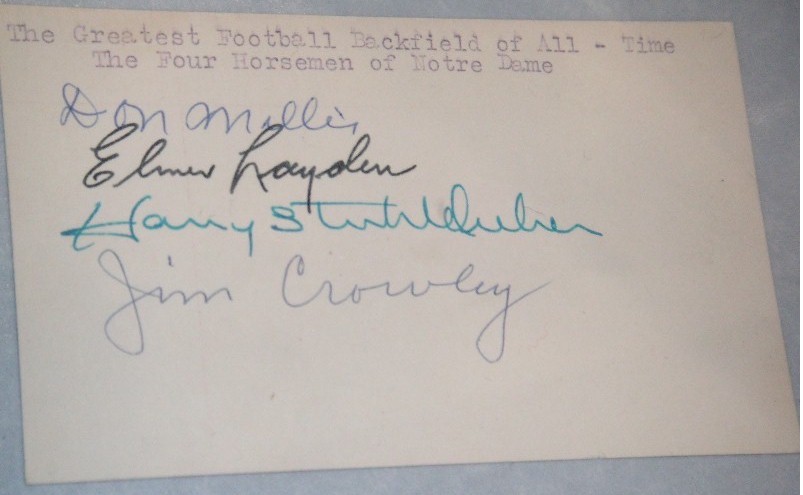 The Greatest Football Backfield of All - Time
The Four Horsemen of Notre Dame
Don Miller
Elmer Layden
Harry Stuhldreher
Jim Crowley